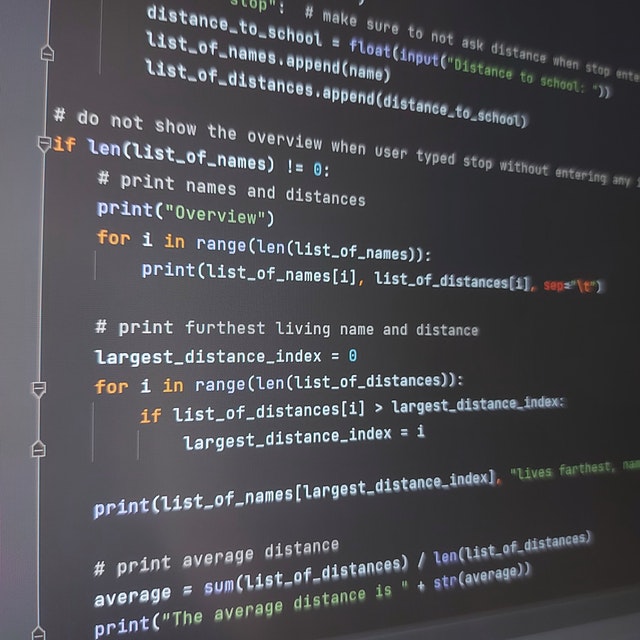 stop":  # make sure to not ask distance when stop
distance_to_school = float(input("Distance to school: "))
list_of_names.append(name)
list_of_distances.append(distance_to_school)
# do not show the overview when user typed stop without entering any
if len(list_of_names) != 0:
# print names and distances
print("Overview")
for i in range(len(list_of_names)):
print(list_of_names[i], list_of_distances[i], sep="\t")
# print furthest living name and distance
largest_distance_index = 0
for i in range(len(list_of_distances)):
if list_of_distances[i] > largest_distance_index:
largest_distance_index = i
print(list_of_names[largest_distance_index], "lives farthest,
# print average distance
average = sum(list_of_distances) / len(list_of_distances)
print("The average distance is " + str(average))